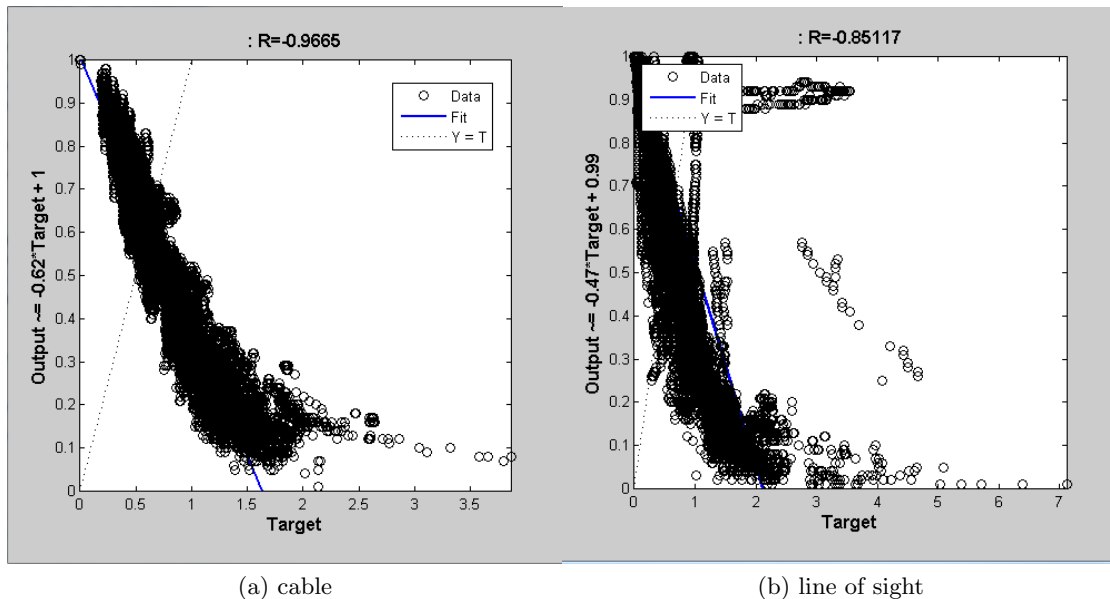 : R=-0.9665
Output ~= -0.62*Target + 1
1
0.9
0.8
0.7
0.6
0.5
0.4
0.3
0.2
0.1
0
Data
Fit
Y = T
0 0.5 1 1.5 2 2.5 3 3.5
Target
(a) cable
: R=-0.85117
Output ~= -0.47*Target + 0.99
1
0.9
0.8
0.7
0.6
0.5
0.4
0.3
0.2
0.1
0
Data
Fit
Y = T
0 1 2 3 4 5 6 7
Target
(b) line of sight